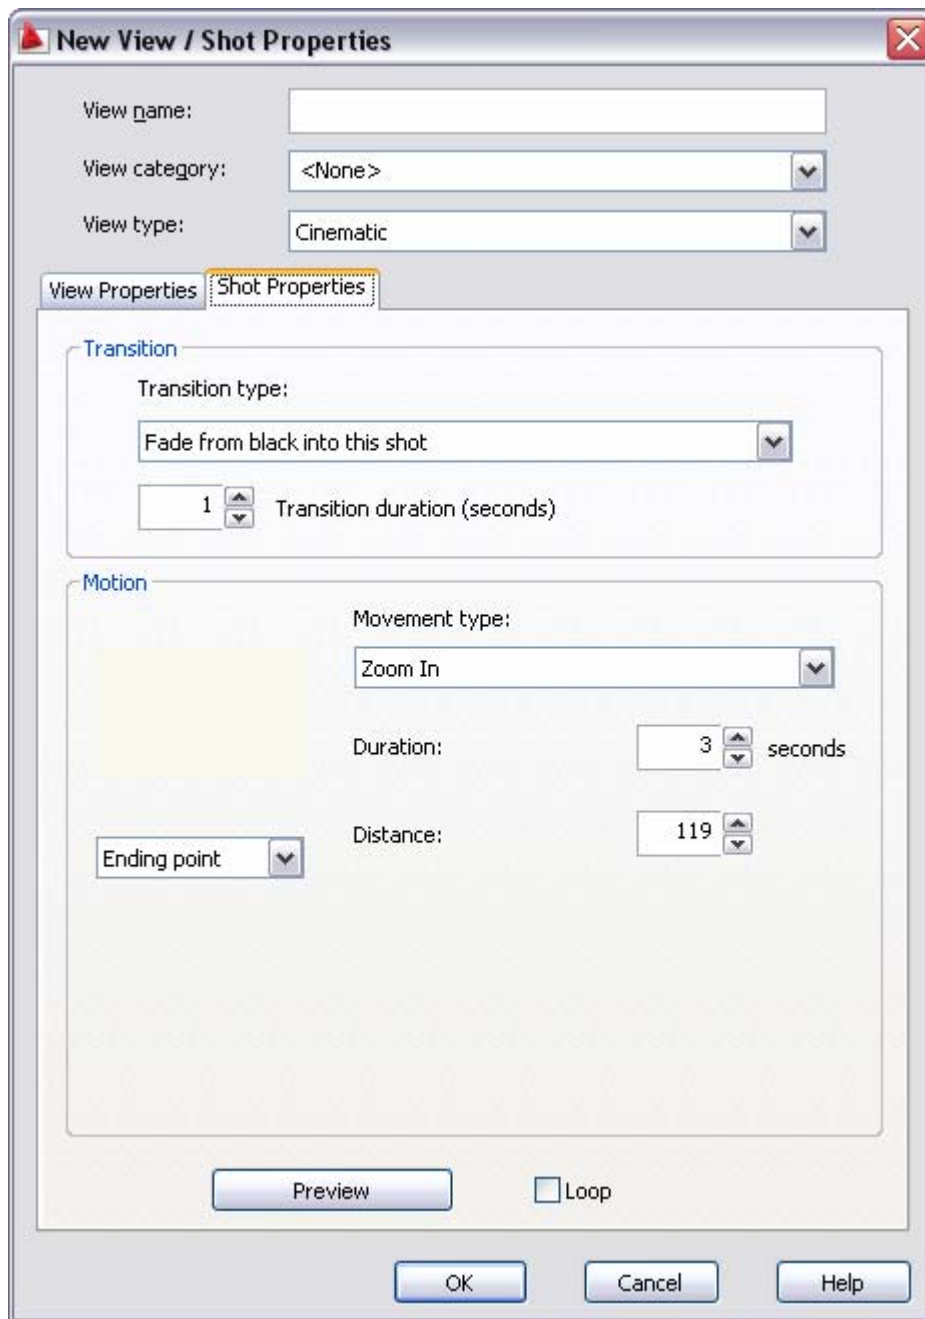 New View / Shot Properties
View name:
View category: <None>
View type: Cinematic
View Properties Shot Properties
Transition
Transition type:
Fade from black into this shot
1 Transition duration (seconds)
Motion
Movement type:
Zoom In
Duration: 3 seconds
Ending point Distance: 119
Preview Loop
OK Cancel Help